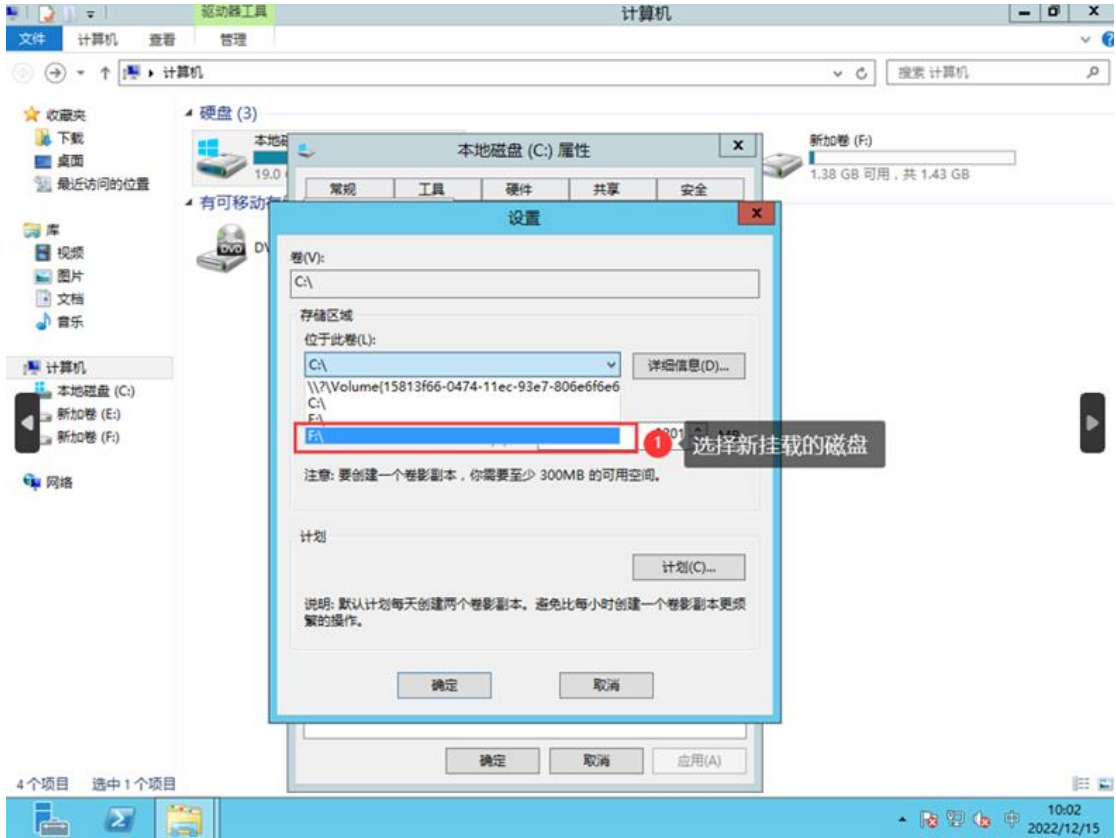 驱动器工具
计算机
文件 计算机 查看 管理
计算机
搜索 计算机
收藏夹
下载
桌面
最近访问的位置
库
视频
图片
文档
音乐
计算机
本地磁盘 (C:)
新加卷 (E:)
新加卷 (F:)
网络
硬盘 (3)
19.0
新加卷 (F:)
1.38 GB 可用，共 1.43 GB
有可移动
DVD
本地磁盘 (C:) 属性
常规 工具 硬件 共享 安全
设置
卷(V):
C:\
存储区域
位于此卷(L):
C:\
详细信息(D)...
\\?\Volume{15813f66-0474-11ec-93e7-806e6f6e6
C:\
E:\
F:\
1 选择新挂载的磁盘
注意: 要创建一个卷影副本，你需要至少 300MB 的可用空间。
计划
计划(C)...
说明: 默认计划每天创建两个卷影副本。避免比每小时创建一个卷影副本更频
繁的操作。
确定 取消
确定 取消 应用(A)
4 个项目 选中 1 个项目
中
10:02
2022/12/15